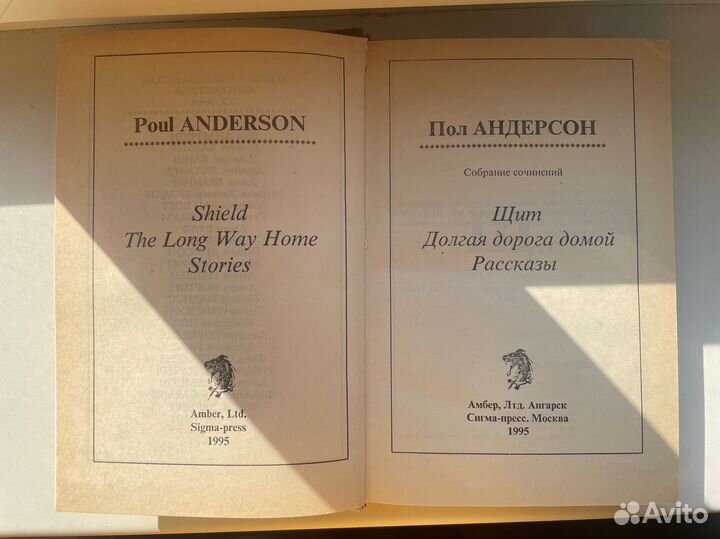 Poul ANDERSON
Shield
The Long Way Home
Stories
Amber, Ltd.
Sigma-press
1995
Пол АНДЕРСОН
Собрание сочинений
Щит
Долгая дорога домой
Рассказы
Амбер, Лтд. Ангарск
Сигма-пресс. Москва
1995
Avito